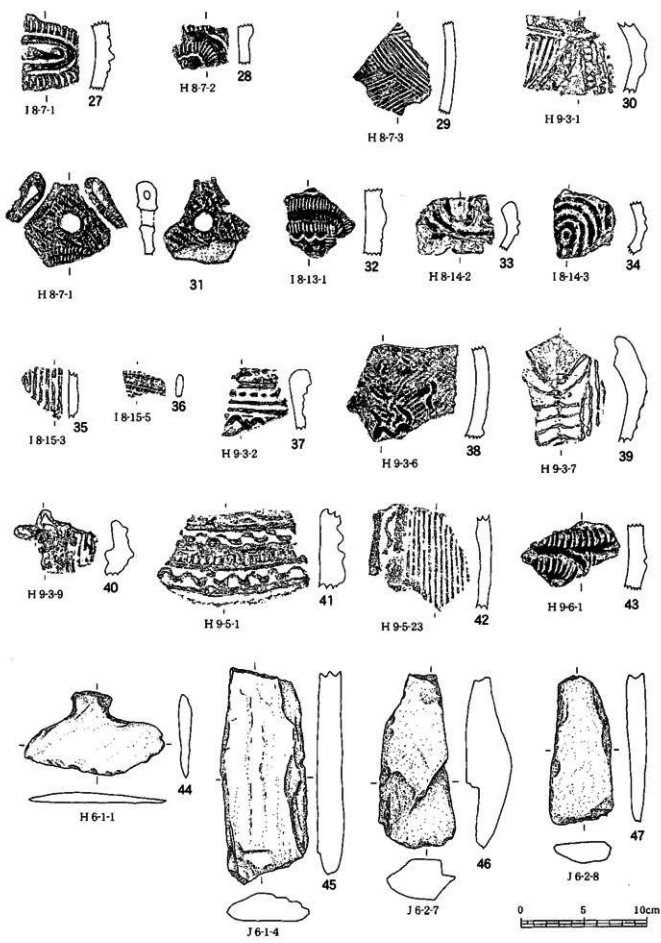 27
I 8-7-1
28
H 8-7-2
29
H 8-7-3
30
H 9-3-1
31
H 8-7-1
32
I 8-13-1
33
H 8-14-2
34
I 8-14-3
35
I 8-15-3
36
I 8-15-5
37
H 9-3-2
38
H 9-3-6
39
H 9-3-7
40
H 9-3-9
41
H 9-5-1
42
H 9-5-23
43
H 9-6-1
44
H 6-1-1
45
J 6-1-4
46
J 6-2-7
47
J 6-2-8
0 5 10cm